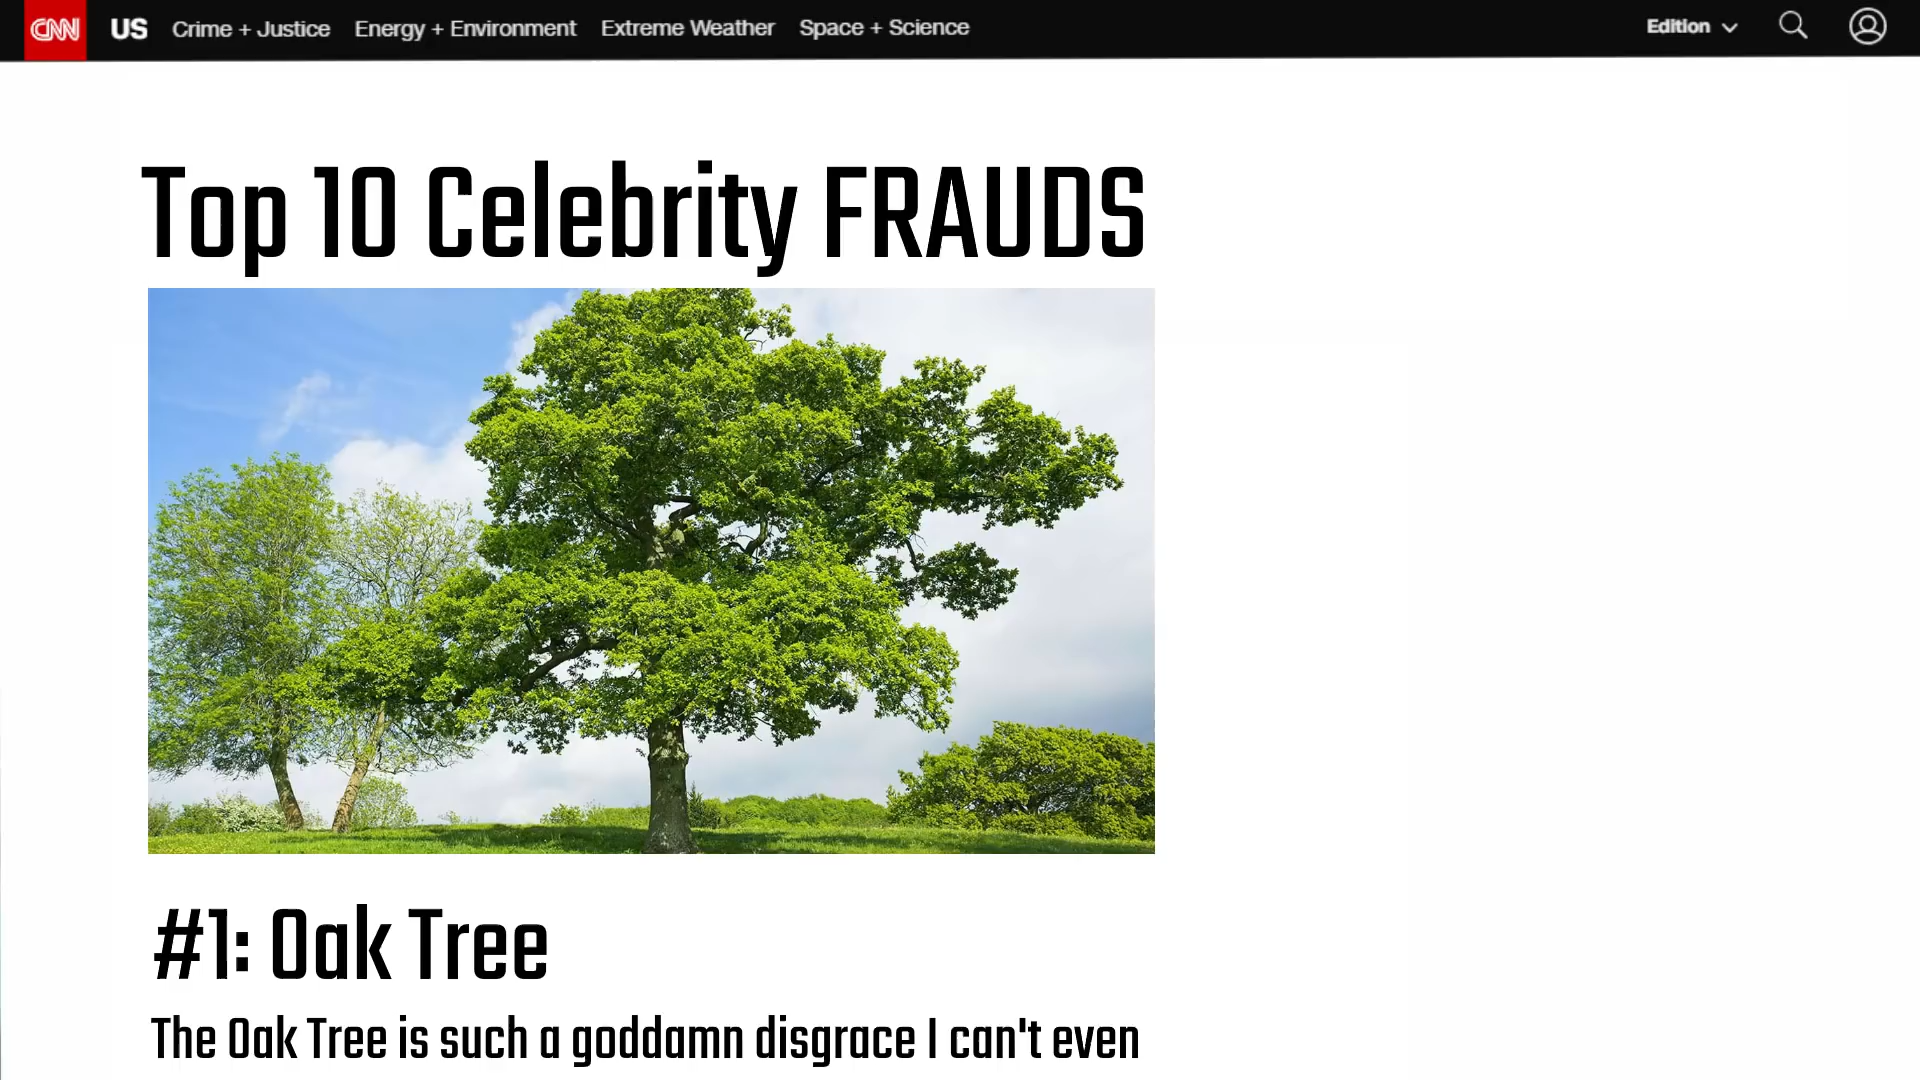 CNN US Crime + Justice Energy + Environment Extreme Weather Space + Science Edition
Top 10 Celebrity FRAUDS
#1: Oak Tree
The Oak Tree is such a goddamn disgrace I can't even